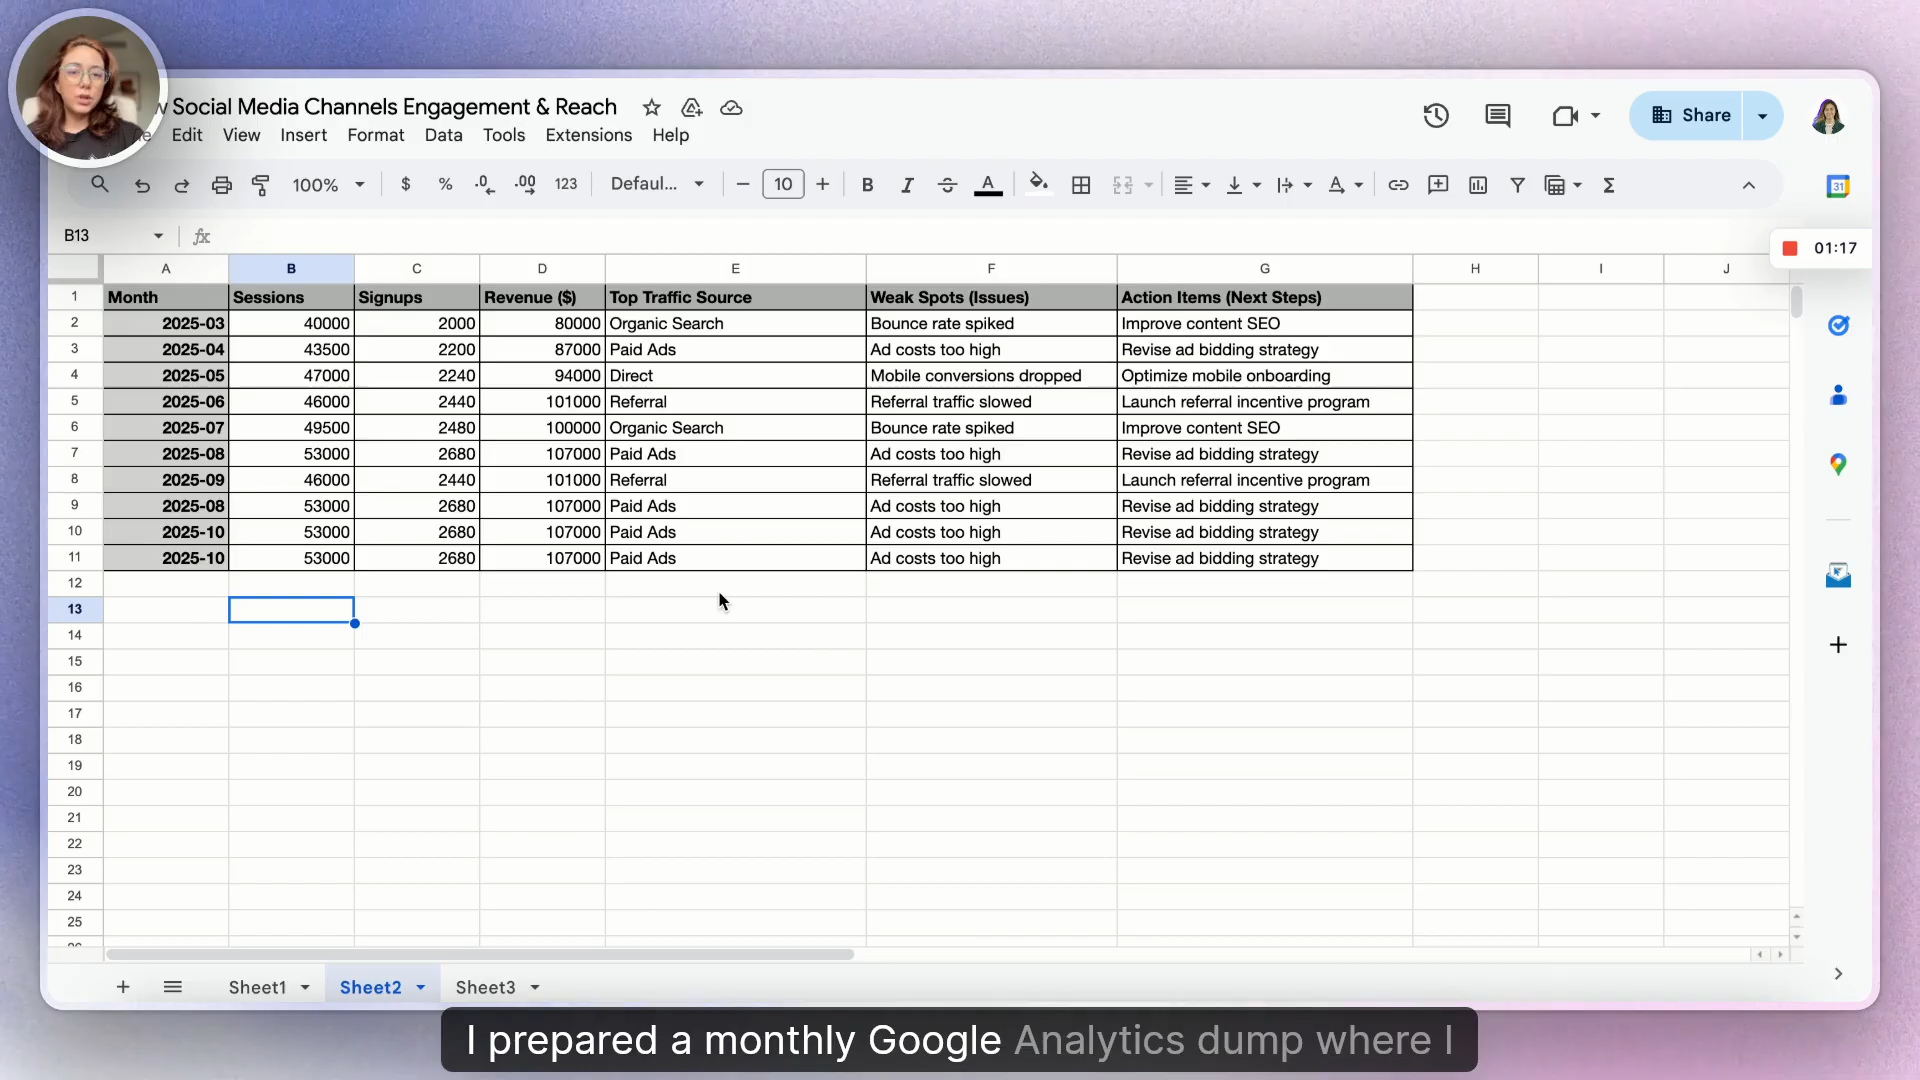 Social Media Channels Engagement & Reach
Edit View Insert Format Data Tools Extensions Help
Share
100% $ % .0 .00 123 Defaul... 10 B I A
31
B13 fx
01:17
A B C D E F G H I J
1 Month Sessions Signups Revenue ($) Top Traffic Source Weak Spots (Issues) Action Items (Next Steps)
2 2025-03 40000 2000 80000 Organic Search Bounce rate spiked Improve content SEO
3 2025-04 43500 2200 87000 Paid Ads Ad costs too high Revise ad bidding strategy
4 2025-05 47000 2240 94000 Direct Mobile conversions dropped Optimize mobile onboarding
5 2025-06 46000 2440 101000 Referral Referral traffic slowed Launch referral incentive program
6 2025-07 49500 2480 100000 Organic Search Bounce rate spiked Improve content SEO
7 2025-08 53000 2680 107000 Paid Ads Ad costs too high Revise ad bidding strategy
8 2025-09 46000 2440 101000 Referral Referral traffic slowed Launch referral incentive program
9 2025-08 53000 2680 107000 Paid Ads Ad costs too high Revise ad bidding strategy
10 2025-10 53000 2680 107000 Paid Ads Ad costs too high Revise ad bidding strategy
11 2025-10 53000 2680 107000 Paid Ads Ad costs too high Revise ad bidding strategy
12
13
14
15
16
17
18
19
20
21
22
23
24
25
Sheet1 Sheet2 Sheet3
I prepared a monthly Google Analytics dump where I